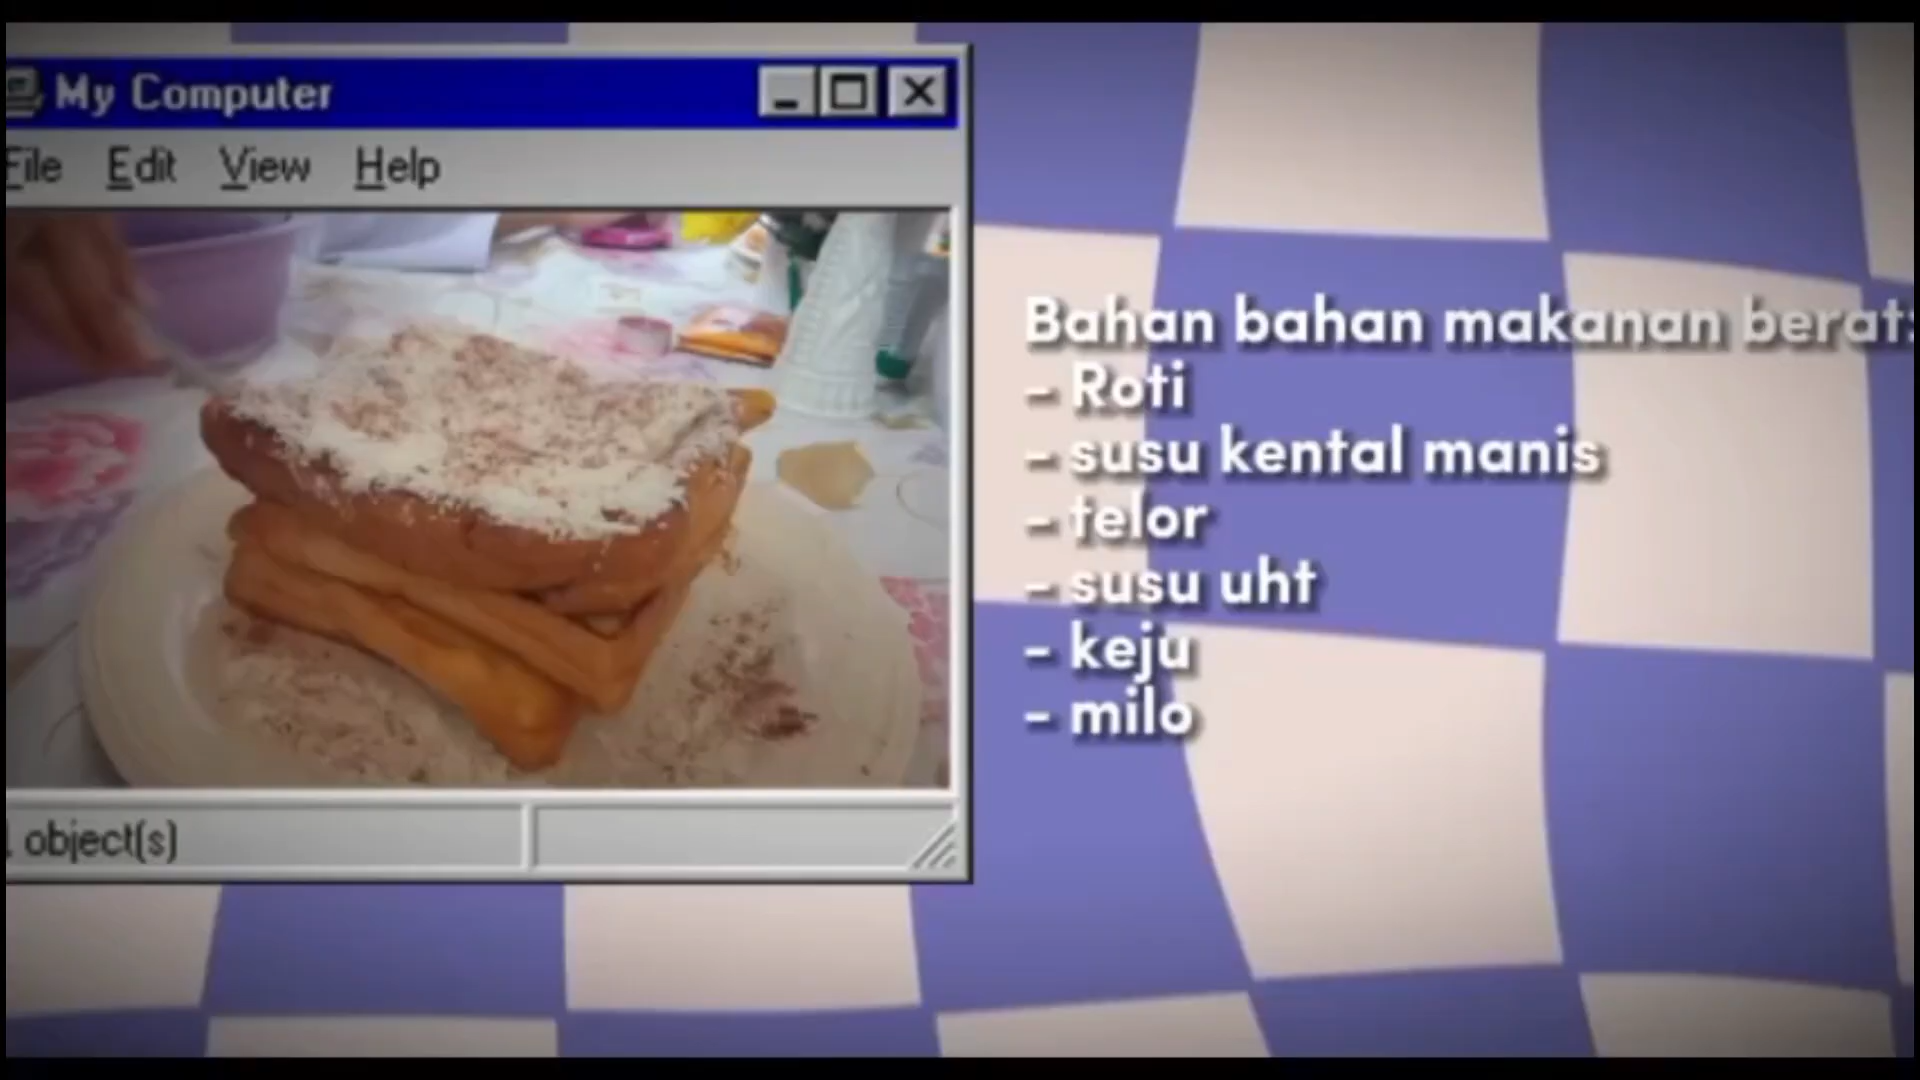 My Computer
File Edit View Help
Bahan bahan makanan berat:
- Roti
- susu kental manis
- telor
- susu uht
- keju
- milo
object(s)